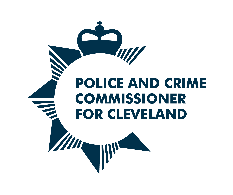 POLICE AND CRIME
COMMISSIONER
FOR CLEVELAND